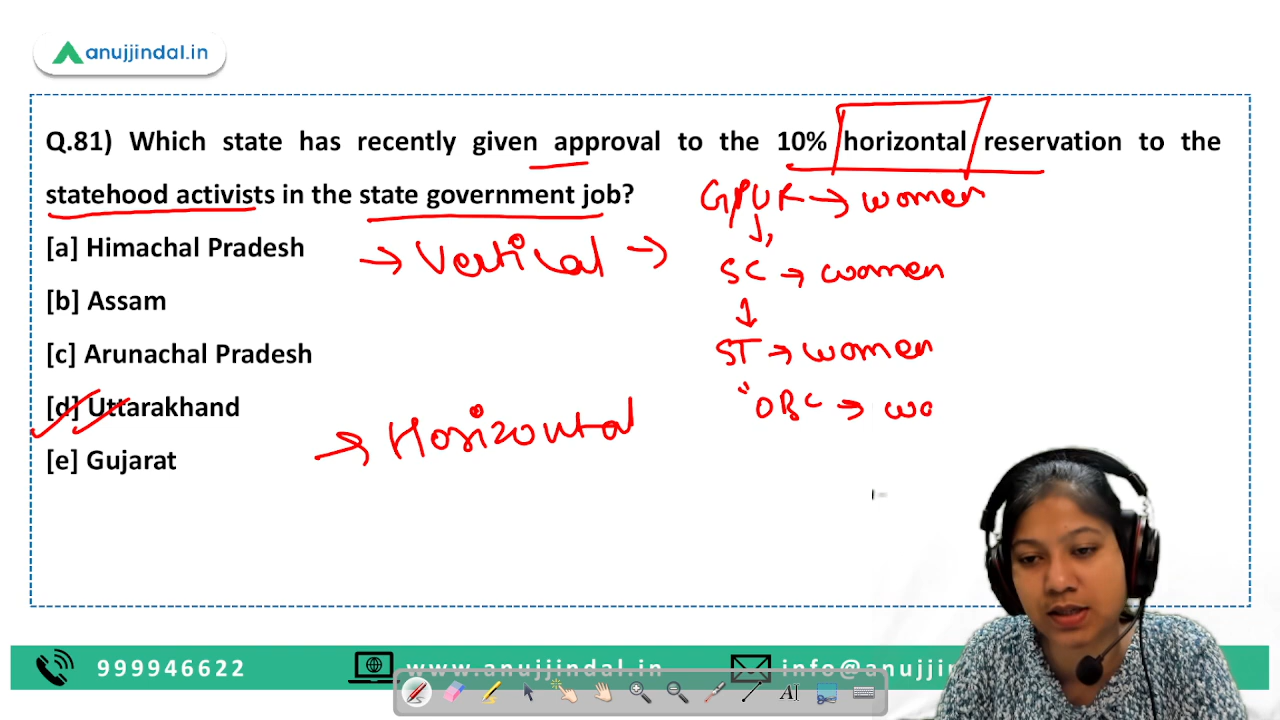 anujjindal.in
Q.81) Which state has recently given approval to the 10% horizontal reservation to the
statehood activists in the state government job?
[a] Himachal Pradesh
[b] Assam
[c] Arunachal Pradesh
[d] Uttarakhand
[e] Gujarat
→ Vertical →
→ Horizontal
→ women
SC → women
ST → women
OBC → wo
999946622
www.anujjindal.in
info@anujji